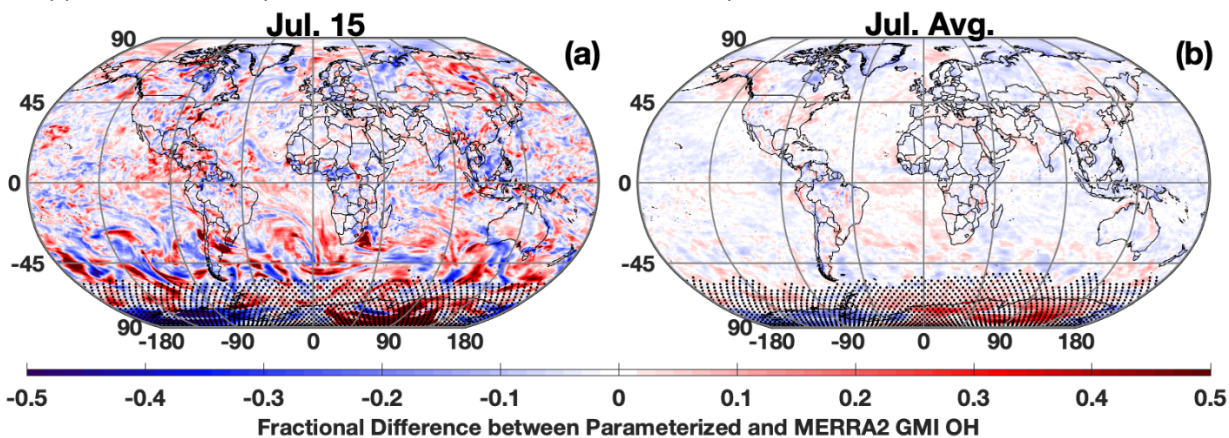 Jul. 15
Jul. Avg.
(a)
(b)
90
45
0
-45
90
-180 -90 0 90 180
90
45
0
-45
90
-180 -90 0 90 180
-0.5 -0.4 -0.3 -0.2 -0.1 0 0.1 0.2 0.3 0.4 0.5
Fractional Difference between Parameterized and MERRA2 GMI OH